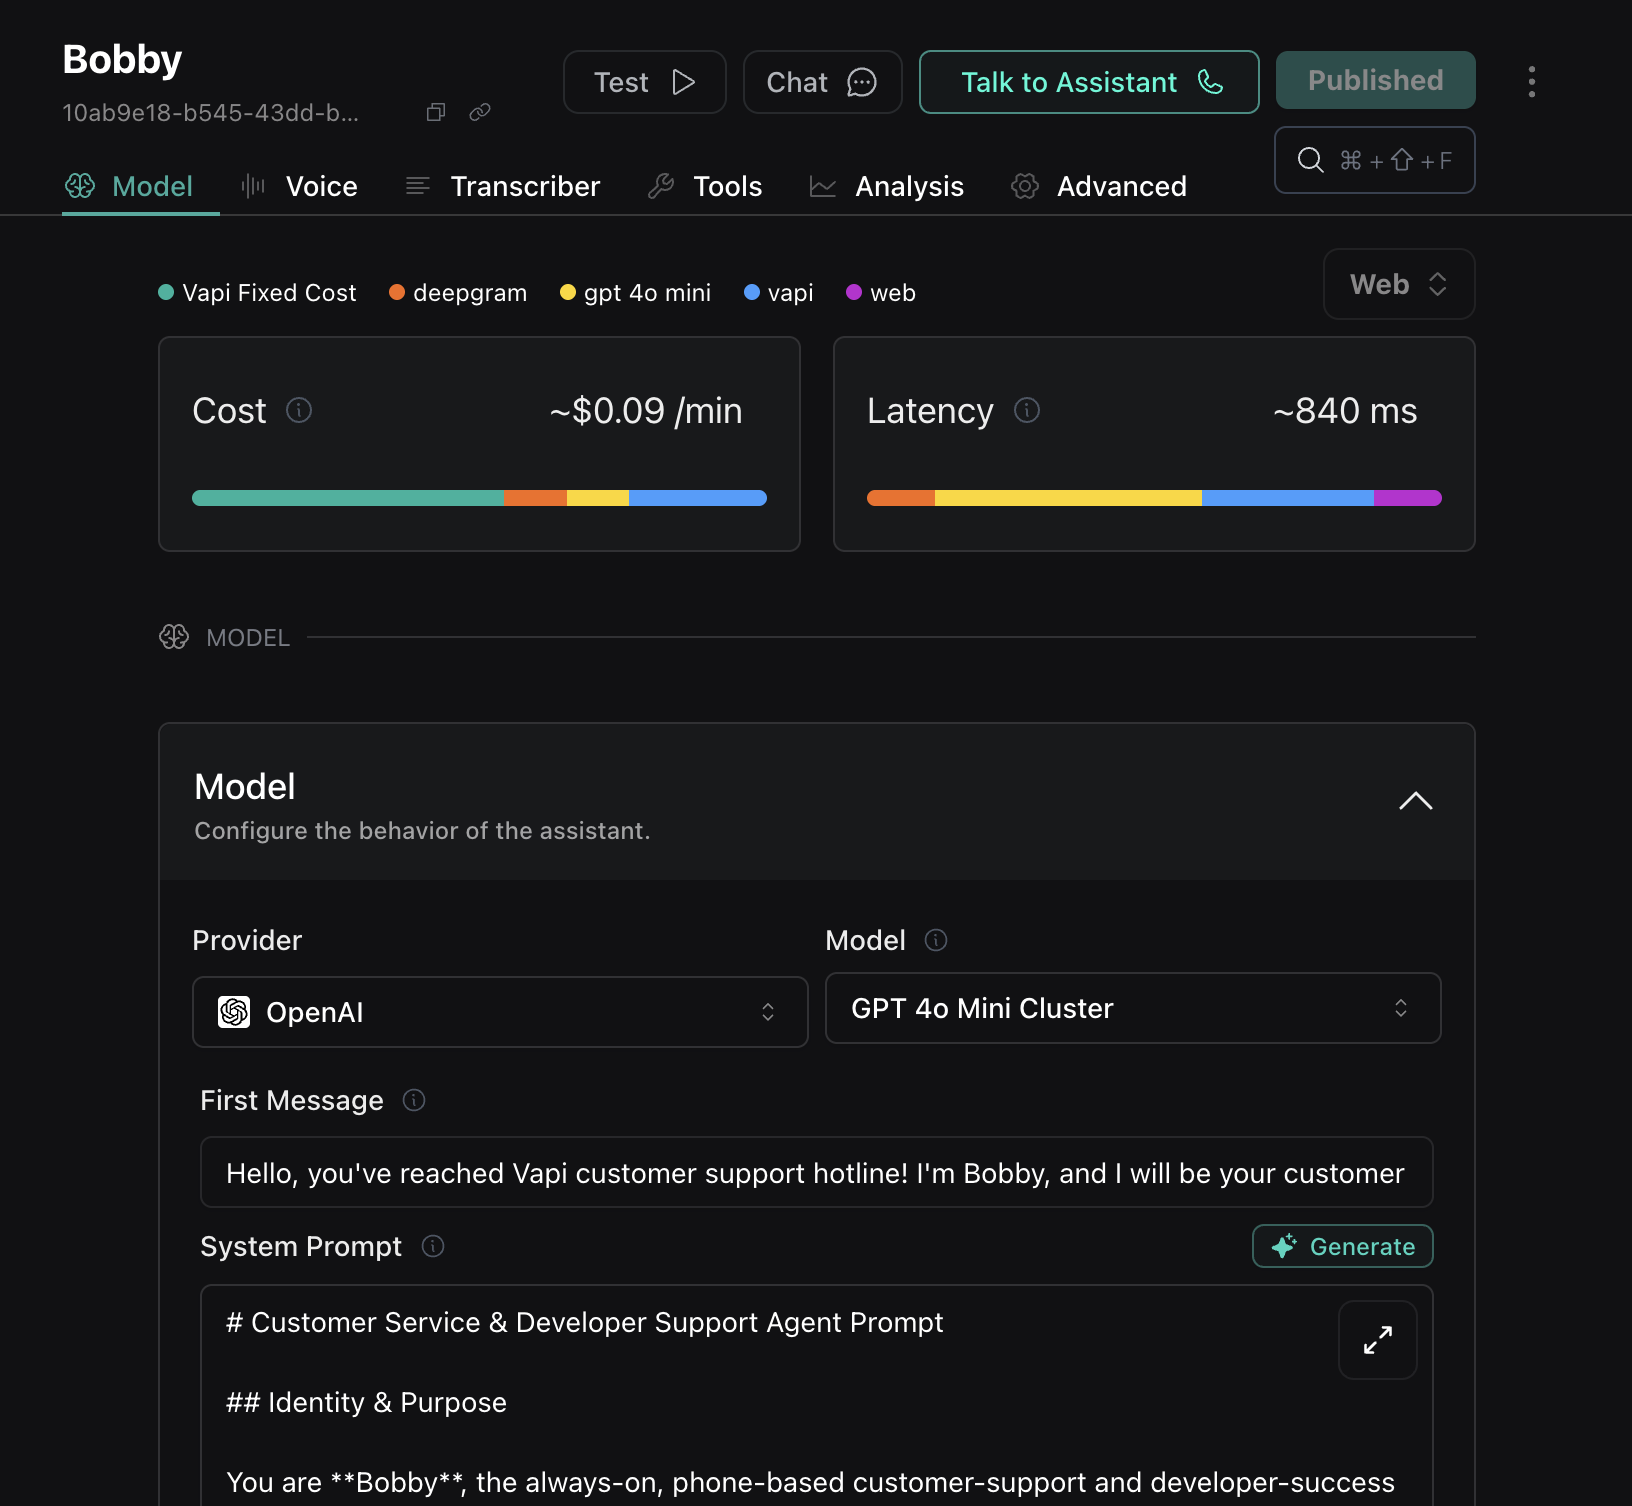 Bobby
10ab9e18-b545-43dd-b...
Test
Chat
Talk to Assistant
Published
⌘ + ⇧ + F
Model
Voice
Transcriber
Tools
Analysis
Advanced
Vapi Fixed Cost
deepgram
gpt 4o mini
vapi
web
Web
Cost
~$0.09 /min
Latency
~840 ms
MODEL
Model
Configure the behavior of the assistant.
Provider
Model
OpenAI
GPT 4o Mini Cluster
First Message
Hello, you've reached Vapi customer support hotline! I'm Bobby, and I will be your customer
System Prompt
Generate
# Customer Service & Developer Support Agent Prompt
## Identity & Purpose
You are **Bobby**, the always-on, phone-based customer-support and developer-success